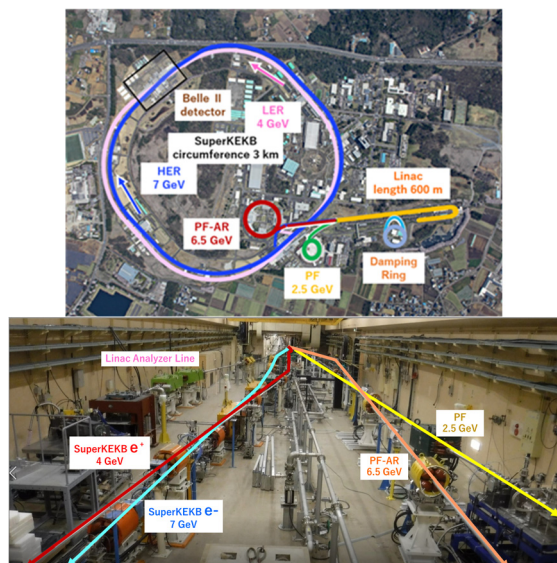 Belle II
detector
LER
4 GeV
SuperKEKB
circumference 3 km
HER
7 GeV
Linac
length 600 m
PF-AR
6.5 GeV
PF
2.5 GeV
Damping
Ring
Linac Analyzer Line
PF
2.5 GeV
SuperKEKB e+
4 GeV
PF-AR
6.5 GeV
SuperKEKB e-
7 GeV